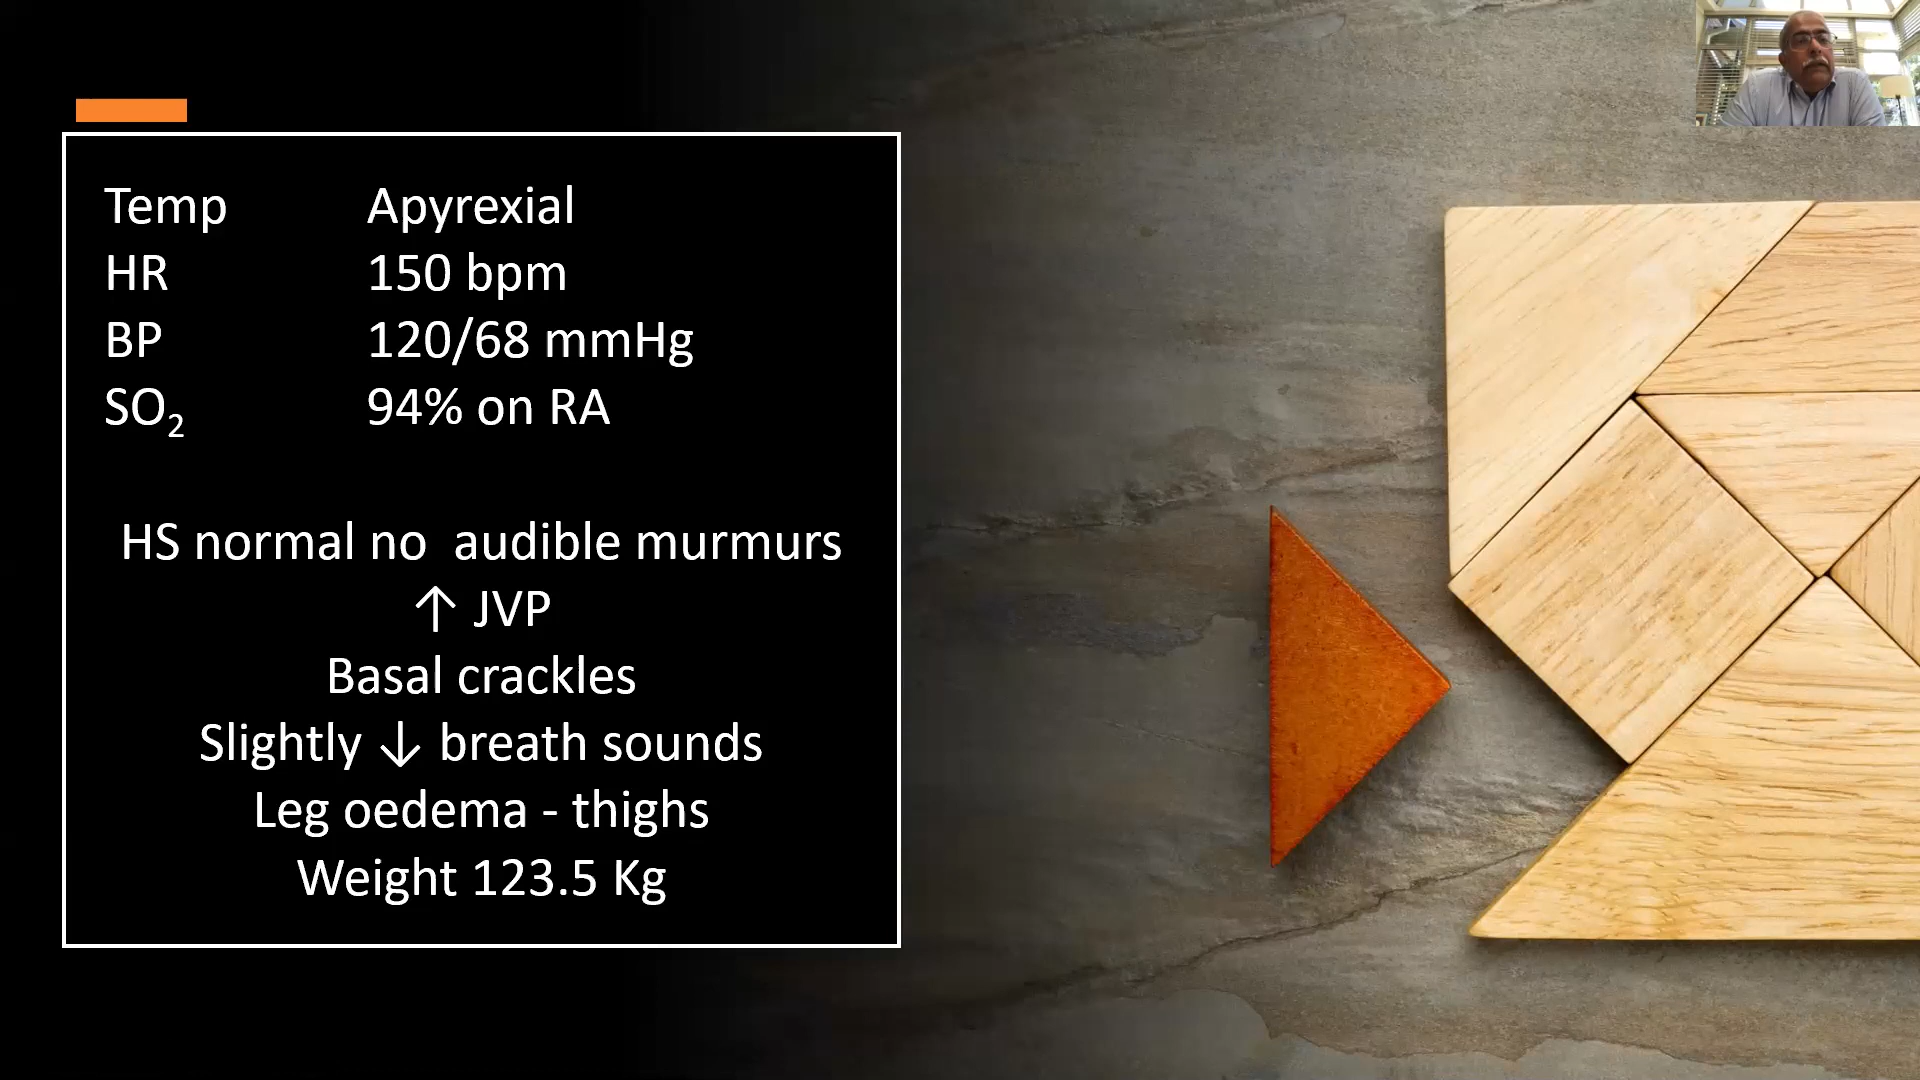 Temp Apyrexial
HR 150 bpm
BP 120/68 mmHg
SO₂ 94% on RA
HS normal no audible murmurs
↑ JVP
Basal crackles
Slightly ↓ breath sounds
Leg oedema - thighs
Weight 123.5 Kg